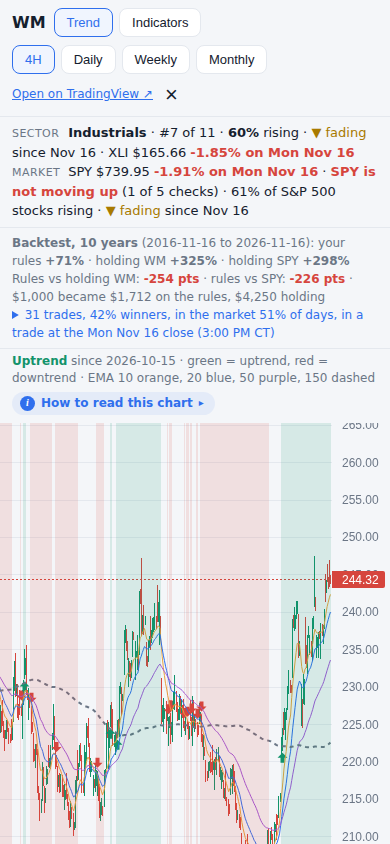 WM Trend Indicators
4H Daily Weekly Monthly
Open on TradingView ↗ ✕
SECTOR Industrials · #7 of 11 · 60% rising · ▼ fading
since Nov 16 · XLI $165.66 -1.85% on Mon Nov 16
MARKET SPY $739.95 -1.91% on Mon Nov 16 · SPY is
not moving up (1 of 5 checks) · 61% of S&P 500
stocks rising · ▼ fading since Nov 16
Backtest, 10 years (2016-11-16 to 2026-11-16): your
rules +71% · holding WM +325% · holding SPY +298%
Rules vs holding WM: -254 pts · rules vs SPY: -226 pts ·
$1,000 became $1,712 on the rules, $4,250 holding
▶ 31 trades, 42% winners, in the market 51% of days, in a
trade at the Mon Nov 16 close (3:00 PM CT)
Uptrend since 2026-10-15 · green = uptrend, red =
downtrend · EMA 10 orange, 20 blue, 50 purple, 150 dashed
i How to read this chart ▸
265.00
260.00
255.00
250.00
244.32
240.00
235.00
230.00
225.00
220.00
215.00
210.00